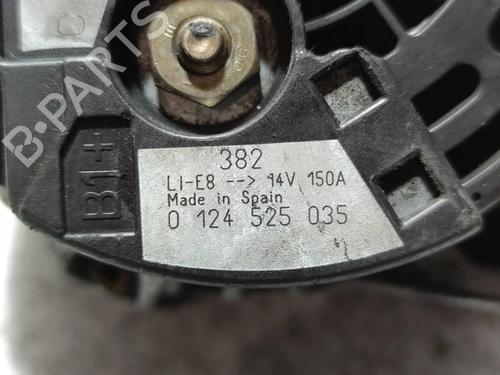 C
B-PARTS
B1+
382
LI-E8 --> 14V 150A
Made in Spain
0 124 525 035